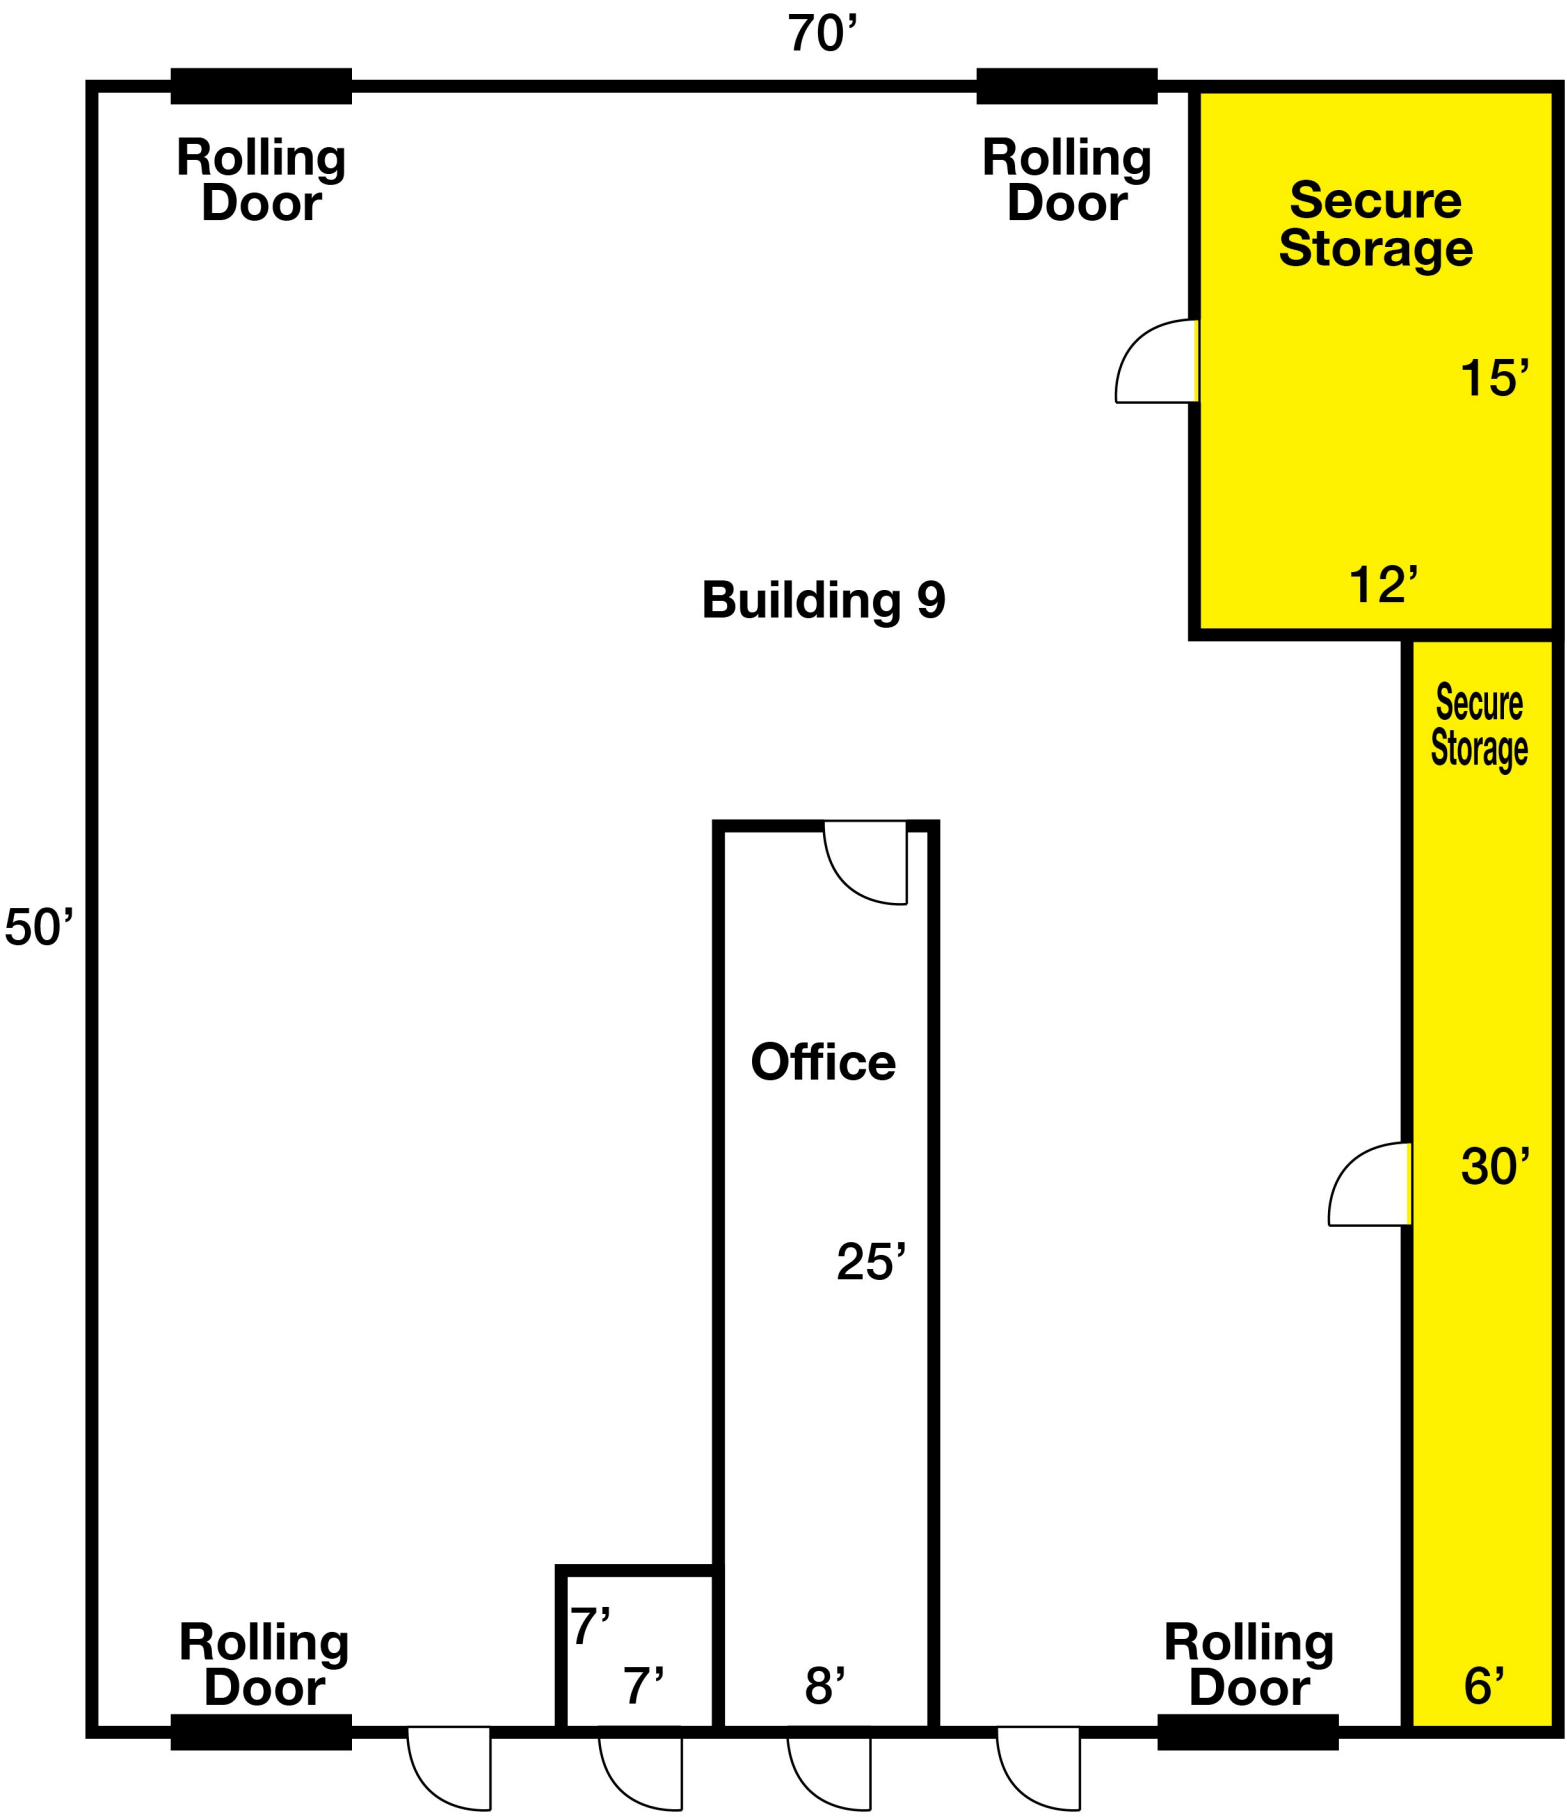 70’
Rolling
Door
Rolling
Door
Secure
Storage
15’
12’
Building 9
Secure
Storage
50’
Office
30’
25’
7’
7’
8’
Rolling
Door
Rolling
Door
6’